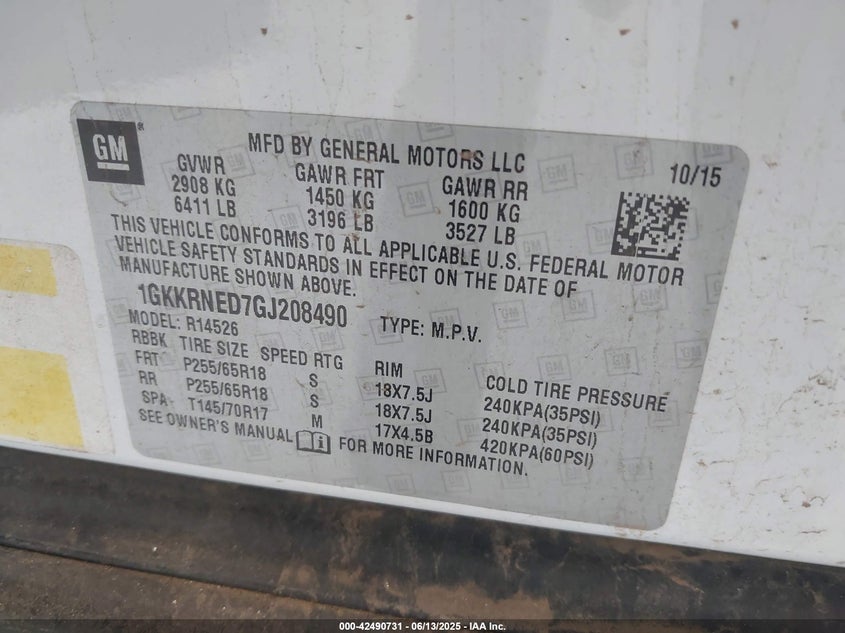 GM
MFD BY GENERAL MOTORS LLC
10/15
GVWR GAWR FRT GAWR RR
2908 KG 1450 KG 1600 KG
6411 LB 3196 LB 3527 LB
THIS VEHICLE CONFORMS TO ALL APPLICABLE U.S. FEDERAL MOTOR
VEHICLE SAFETY STANDARDS IN EFFECT ON THE DATE OF
MANUFACTURE SHOWN ABOVE.
1GKKRNED7GJ208490 TYPE: M.P.V.
MODEL: R14526
RBBK TIRE SIZE SPEED RTG RIM COLD TIRE PRESSURE
FRT P255/65R18 S 18X7.5J 240KPA(35PSI)
RR P255/65R18 S 18X7.5J 240KPA(35PSI)
SPA T145/70R17 M 17X4.5B 420KPA(60PSI)
SEE OWNER'S MANUAL FOR MORE INFORMATION.
000-42490731 - 06/13/2025 - IAA Inc.